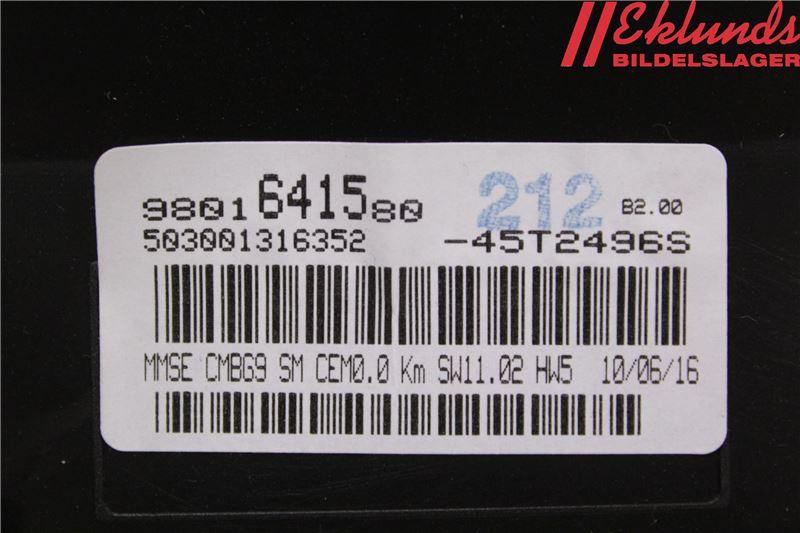 Eklunds
BILDELSLAGER
9801641580 212 B2.00
503001316352 -45T2496S
MMSE CMBG9 SM CEM0.0 Km SW11.02 HW5 10/06/16